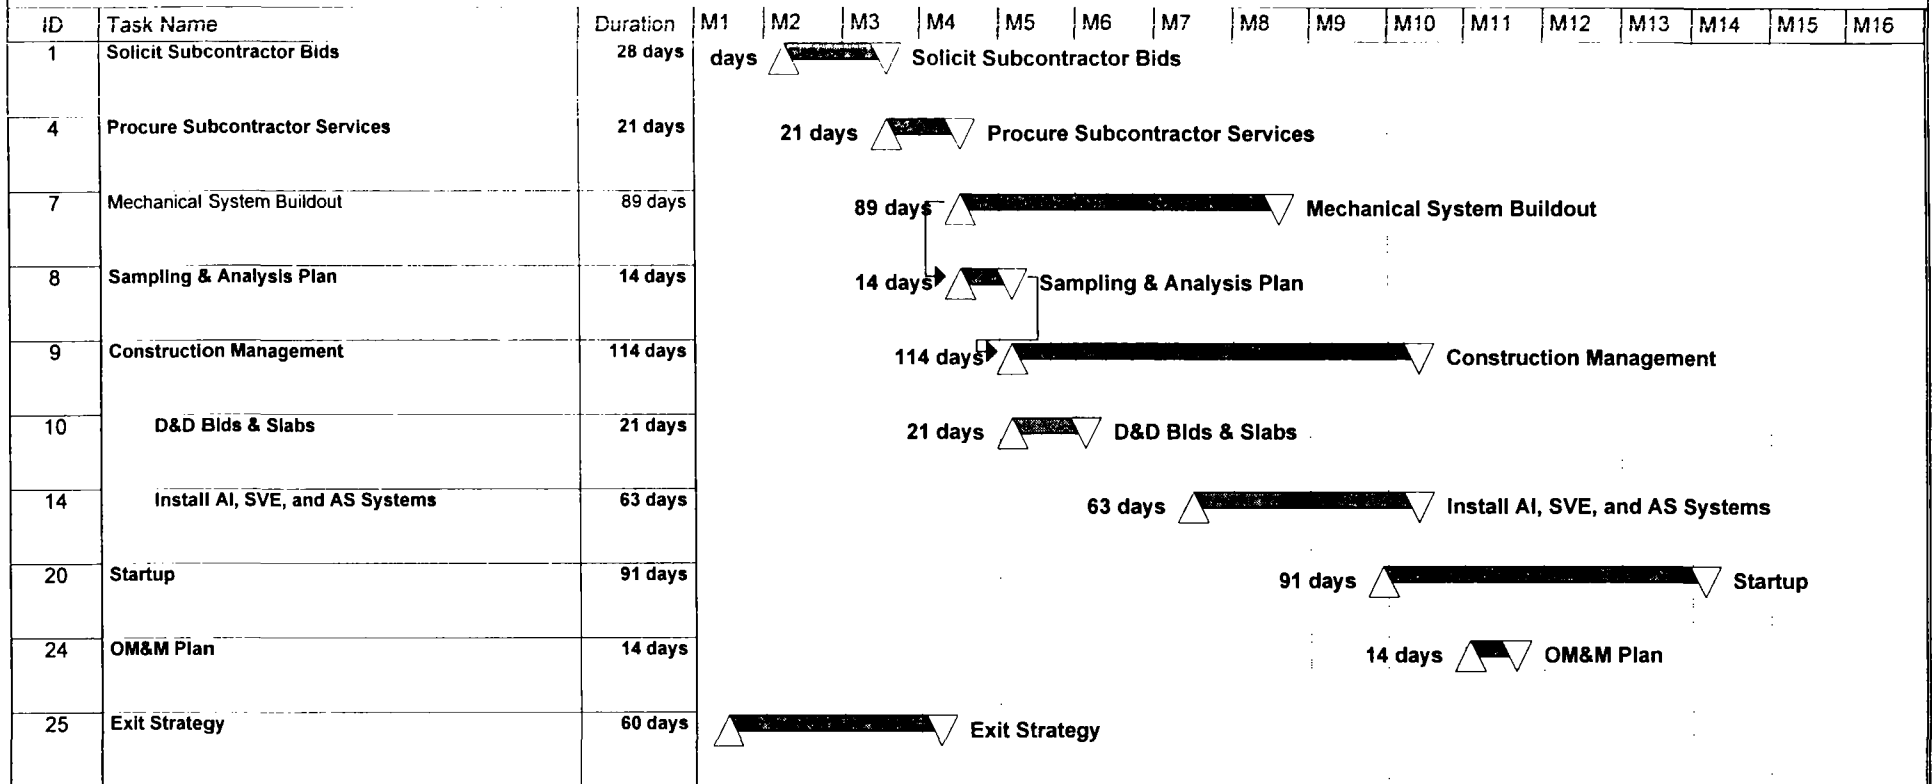 ID Task Name Duration M1 M2 M3 M4 M5 M6 M7 M8 M9 M10 M11 M12 M13 M14 M15 M16
1 Solicit Subcontractor Bids 28 days days Solicit Subcontractor Bids
4 Procure Subcontractor Services 21 days 21 days Procure Subcontractor Services
7 Mechanical System Buildout 89 days 89 days Mechanical System Buildout
8 Sampling & Analysis Plan 14 days 14 days Sampling & Analysis Plan
9 Construction Management 114 days 114 days Construction Management
10 D&D Blds & Slabs 21 days 21 days D&D Blds & Slabs
14 Install AI, SVE, and AS Systems 63 days 63 days Install AI, SVE, and AS Systems
20 Startup 91 days 91 days Startup
24 OM&M Plan 14 days 14 days OM&M Plan
25 Exit Strategy 60 days Exit Strategy